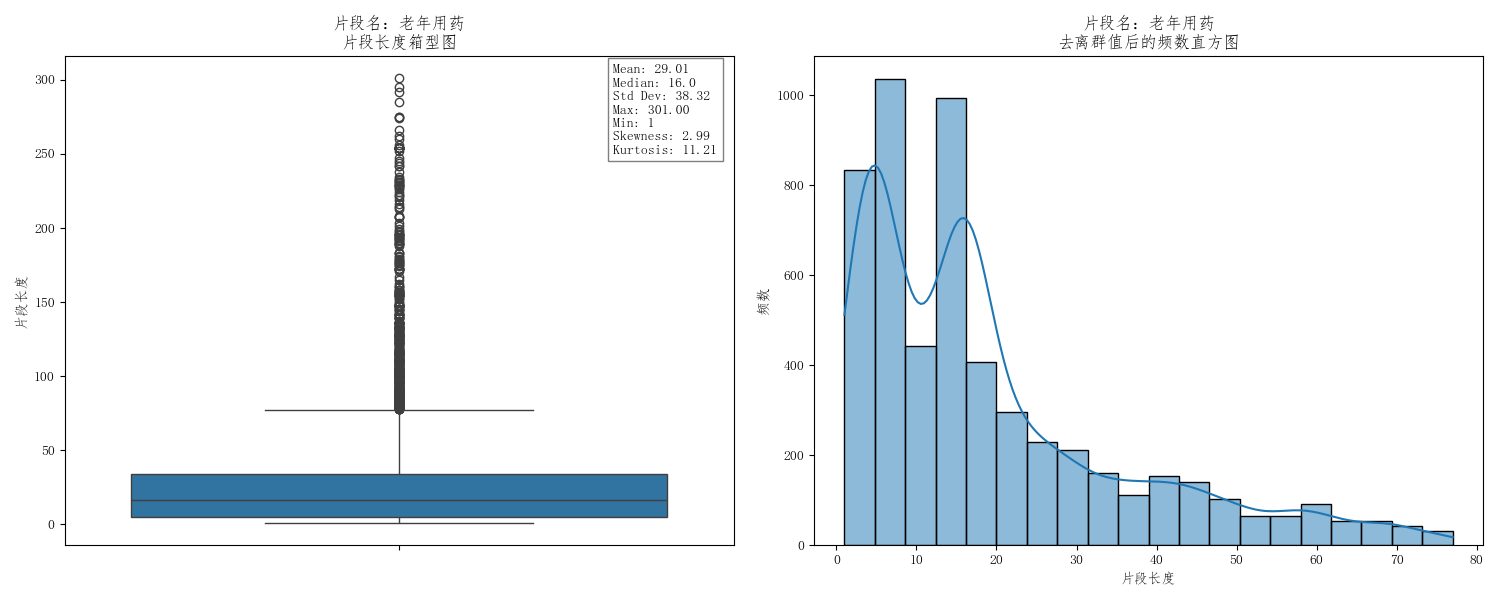 片段名：老年用药
片段长度箱型图
Mean: 29.01
Median: 16.0
Std Dev: 38.32
Max: 301.00
Min: 1
Skewness: 2.99
Kurtosis: 11.21
300
250
200
150
100
50
0
片段长度
片段名：老年用药
去离群值后的频数直方图
1000
800
600
400
200
0
频数
0 10 20 30 40 50 60 70 80
片段长度